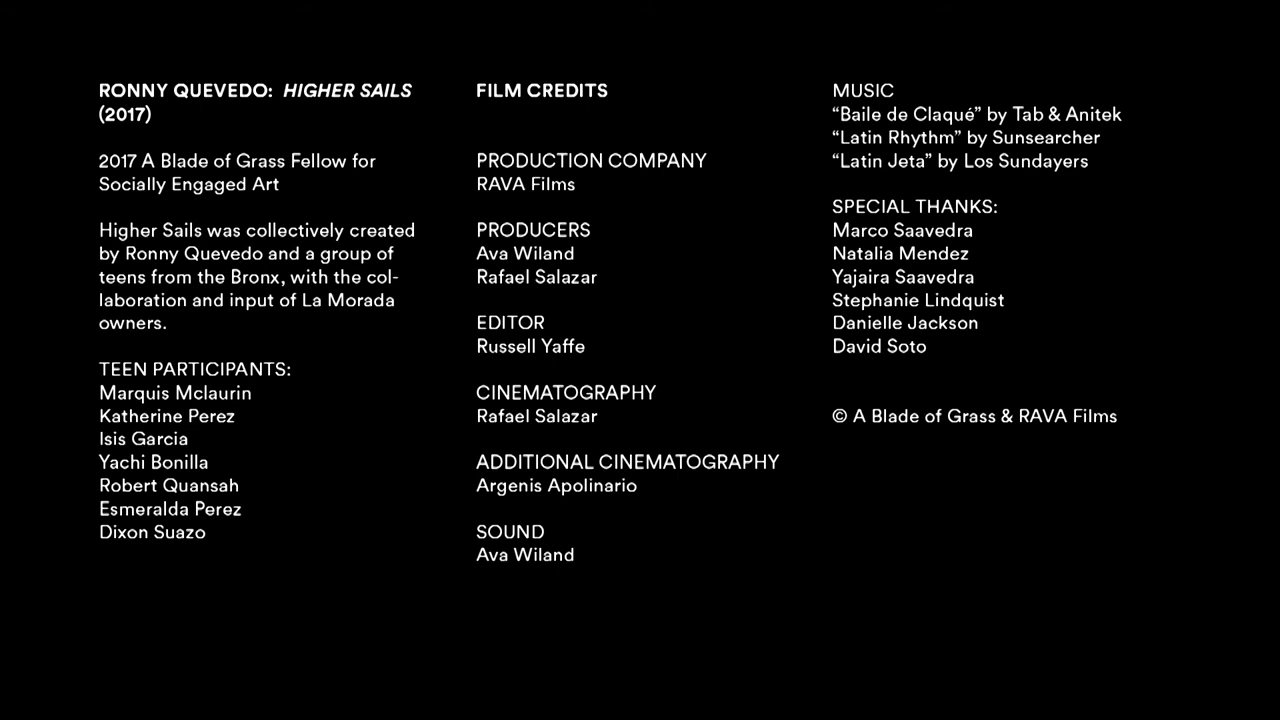 RONNY QUEVEDO: HIGHER SAILS
(2017)
2017 A Blade of Grass Fellow for
Socially Engaged Art
Higher Sails was collectively created
by Ronny Quevedo and a group of
teens from the Bronx, with the col-
laboration and input of La Morada
owners.
TEEN PARTICIPANTS:
Marquis Mclaurin
Katherine Perez
Isis Garcia
Yachi Bonilla
Robert Quansah
Esmeralda Perez
Dixon Suazo
FILM CREDITS
PRODUCTION COMPANY
RAVA Films
PRODUCERS
Ava Wiland
Rafael Salazar
EDITOR
Russell Yaffe
CINEMATOGRAPHY
Rafael Salazar
ADDITIONAL CINEMATOGRAPHY
Argenis Apolinario
SOUND
Ava Wiland
MUSIC
“Baile de Claqué” by Tab & Anitek
“Latin Rhythm” by Sunsearcher
“Latin Jeta” by Los Sundayers
SPECIAL THANKS:
Marco Saavedra
Natalia Mendez
Yajaira Saavedra
Stephanie Lindquist
Danielle Jackson
David Soto
© A Blade of Grass & RAVA Films